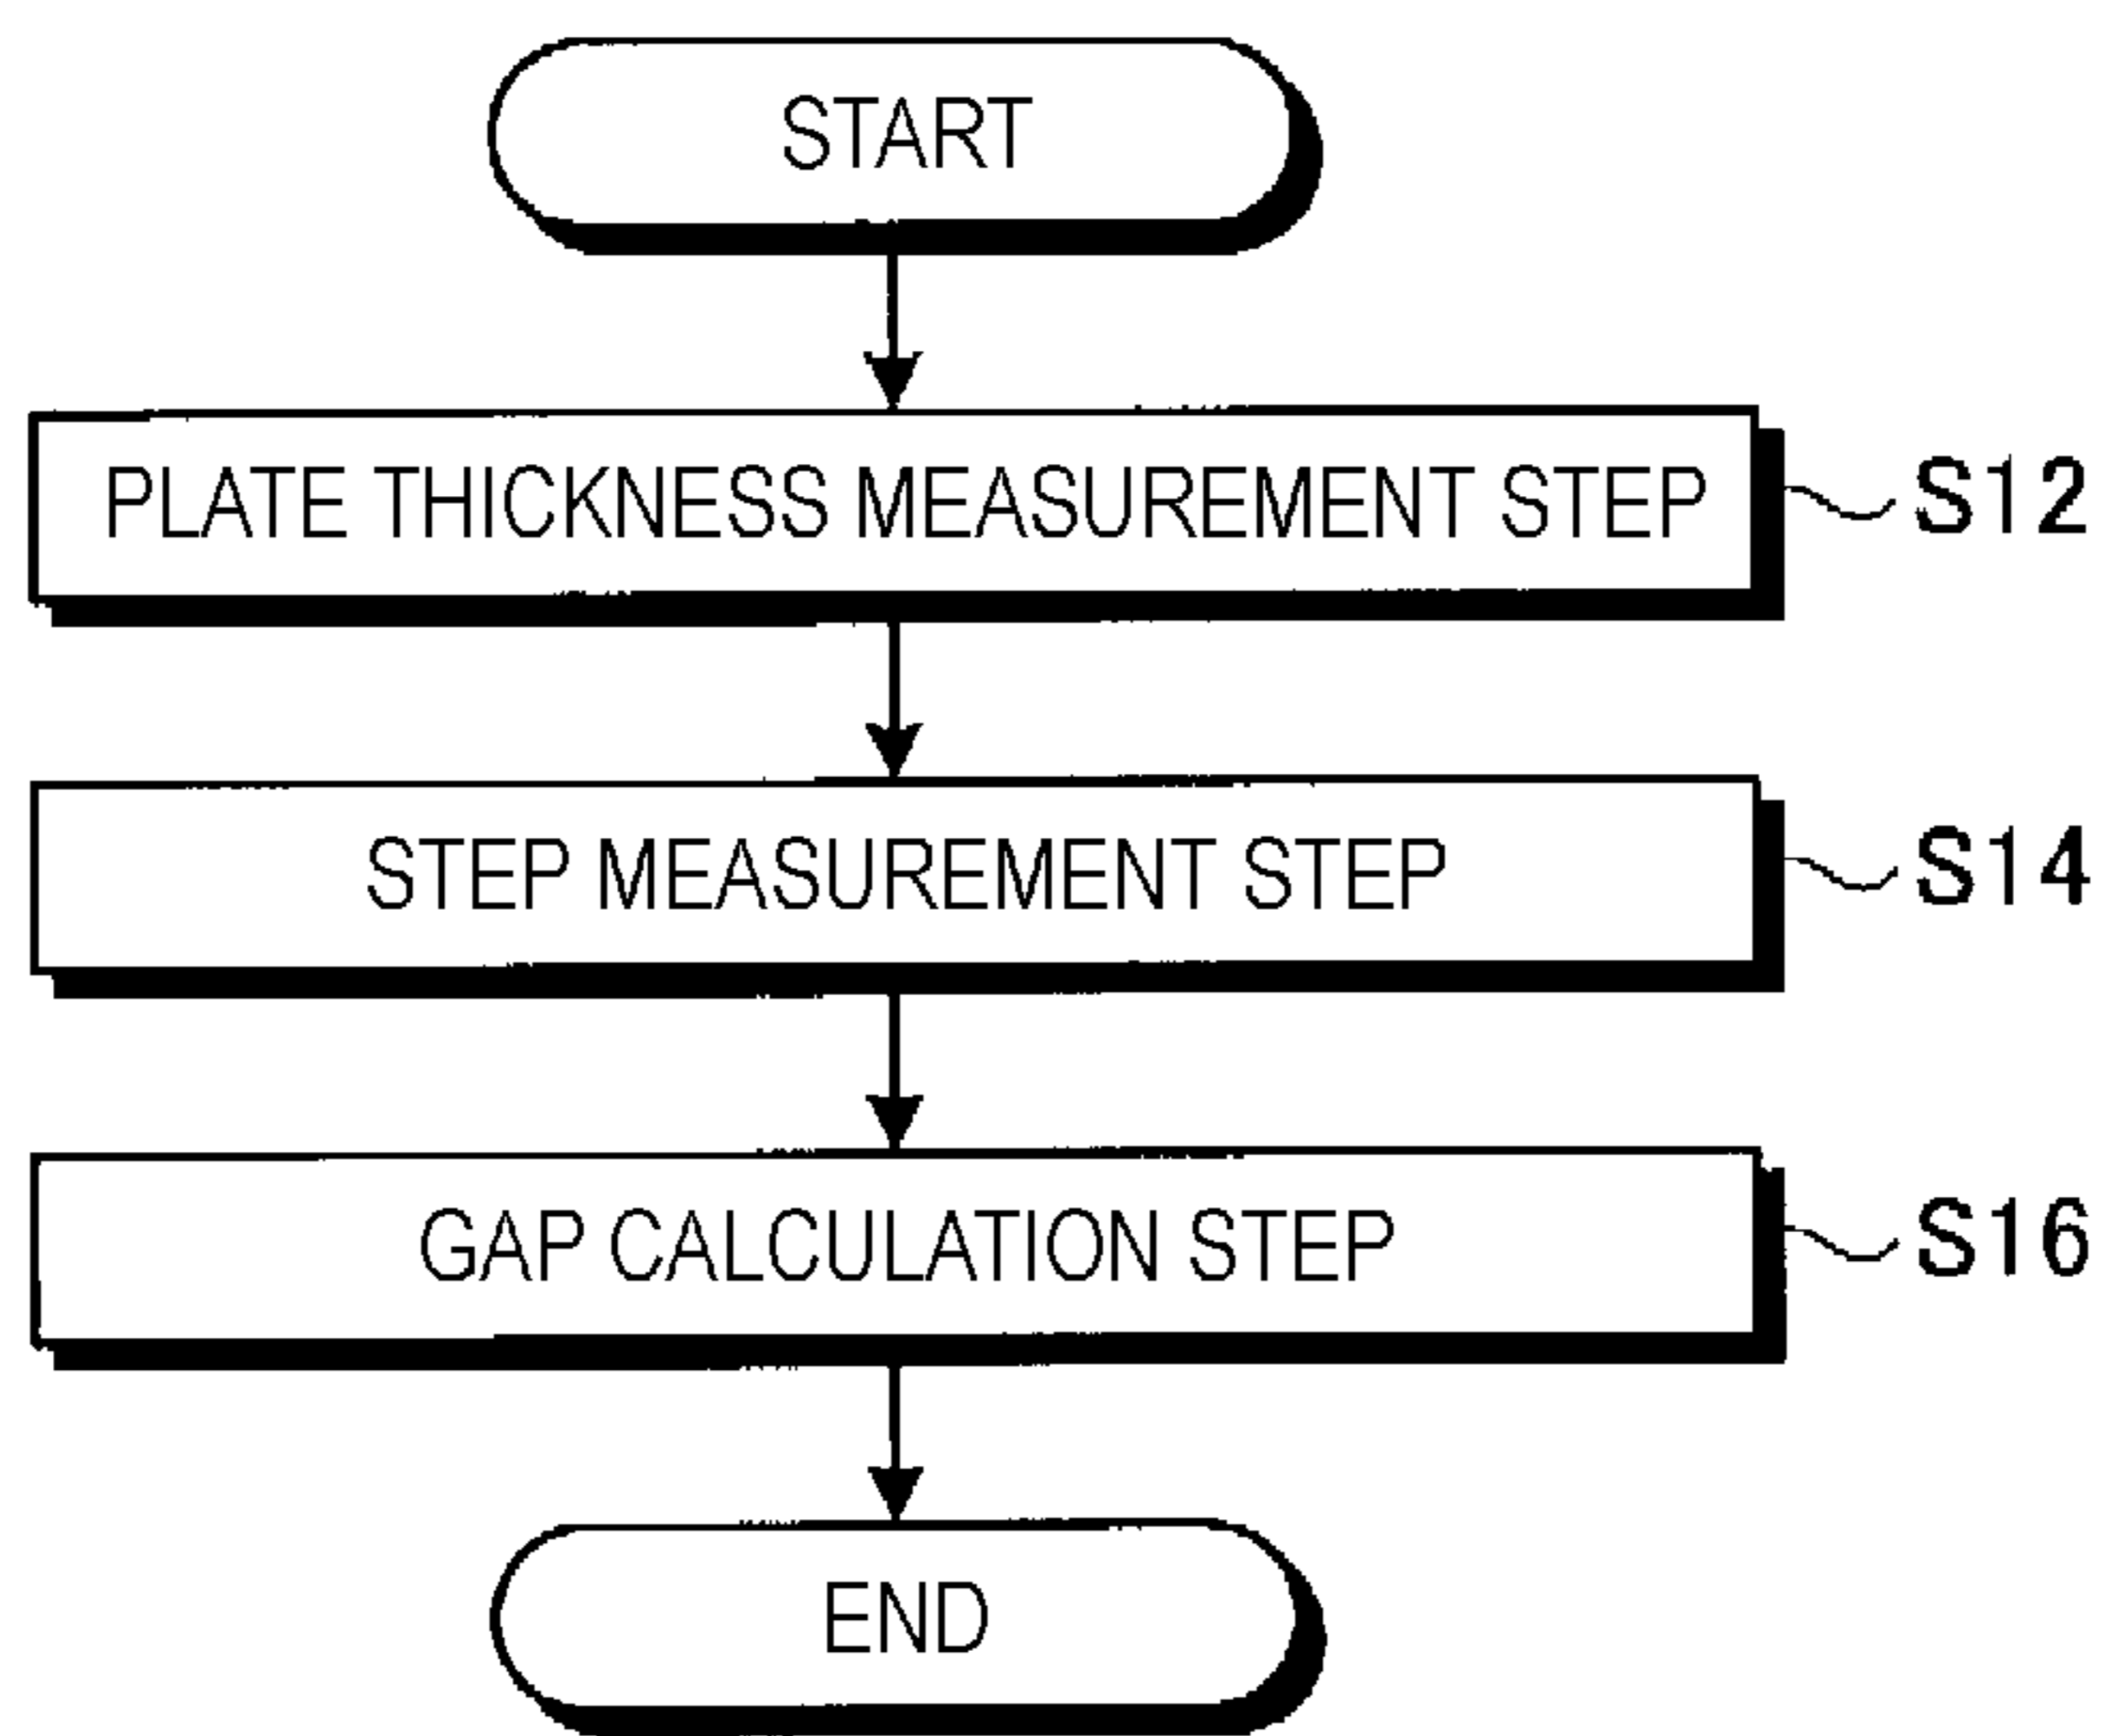 START
PLATE THICKNESS MEASUREMENT STEP S12
STEP MEASUREMENT STEP S14
GAP CALCULATION STEP S16
END